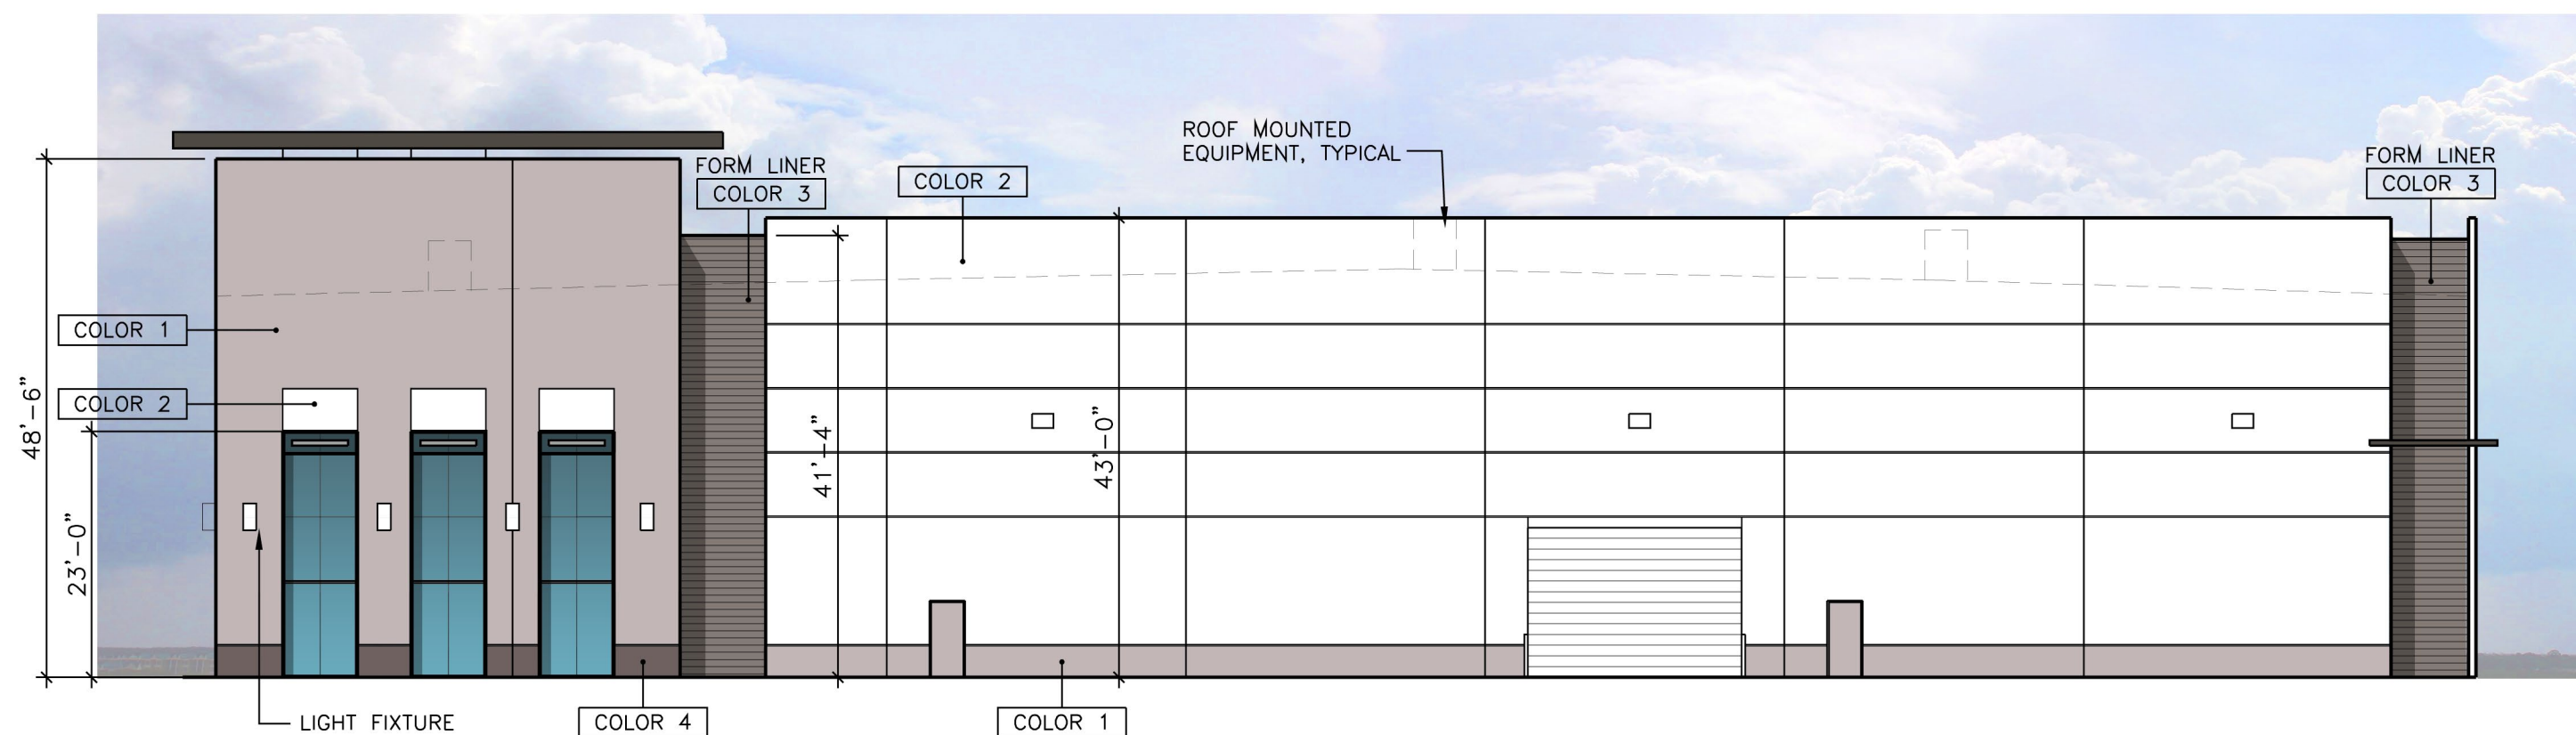 ROOF MOUNTED
EQUIPMENT, TYPICAL
FORM LINER
COLOR 3
COLOR 2
FORM LINER
COLOR 3
COLOR 1
COLOR 2
48'-6"
23'-0"
41'-4"
43'-0"
LIGHT FIXTURE
COLOR 4
COLOR 1